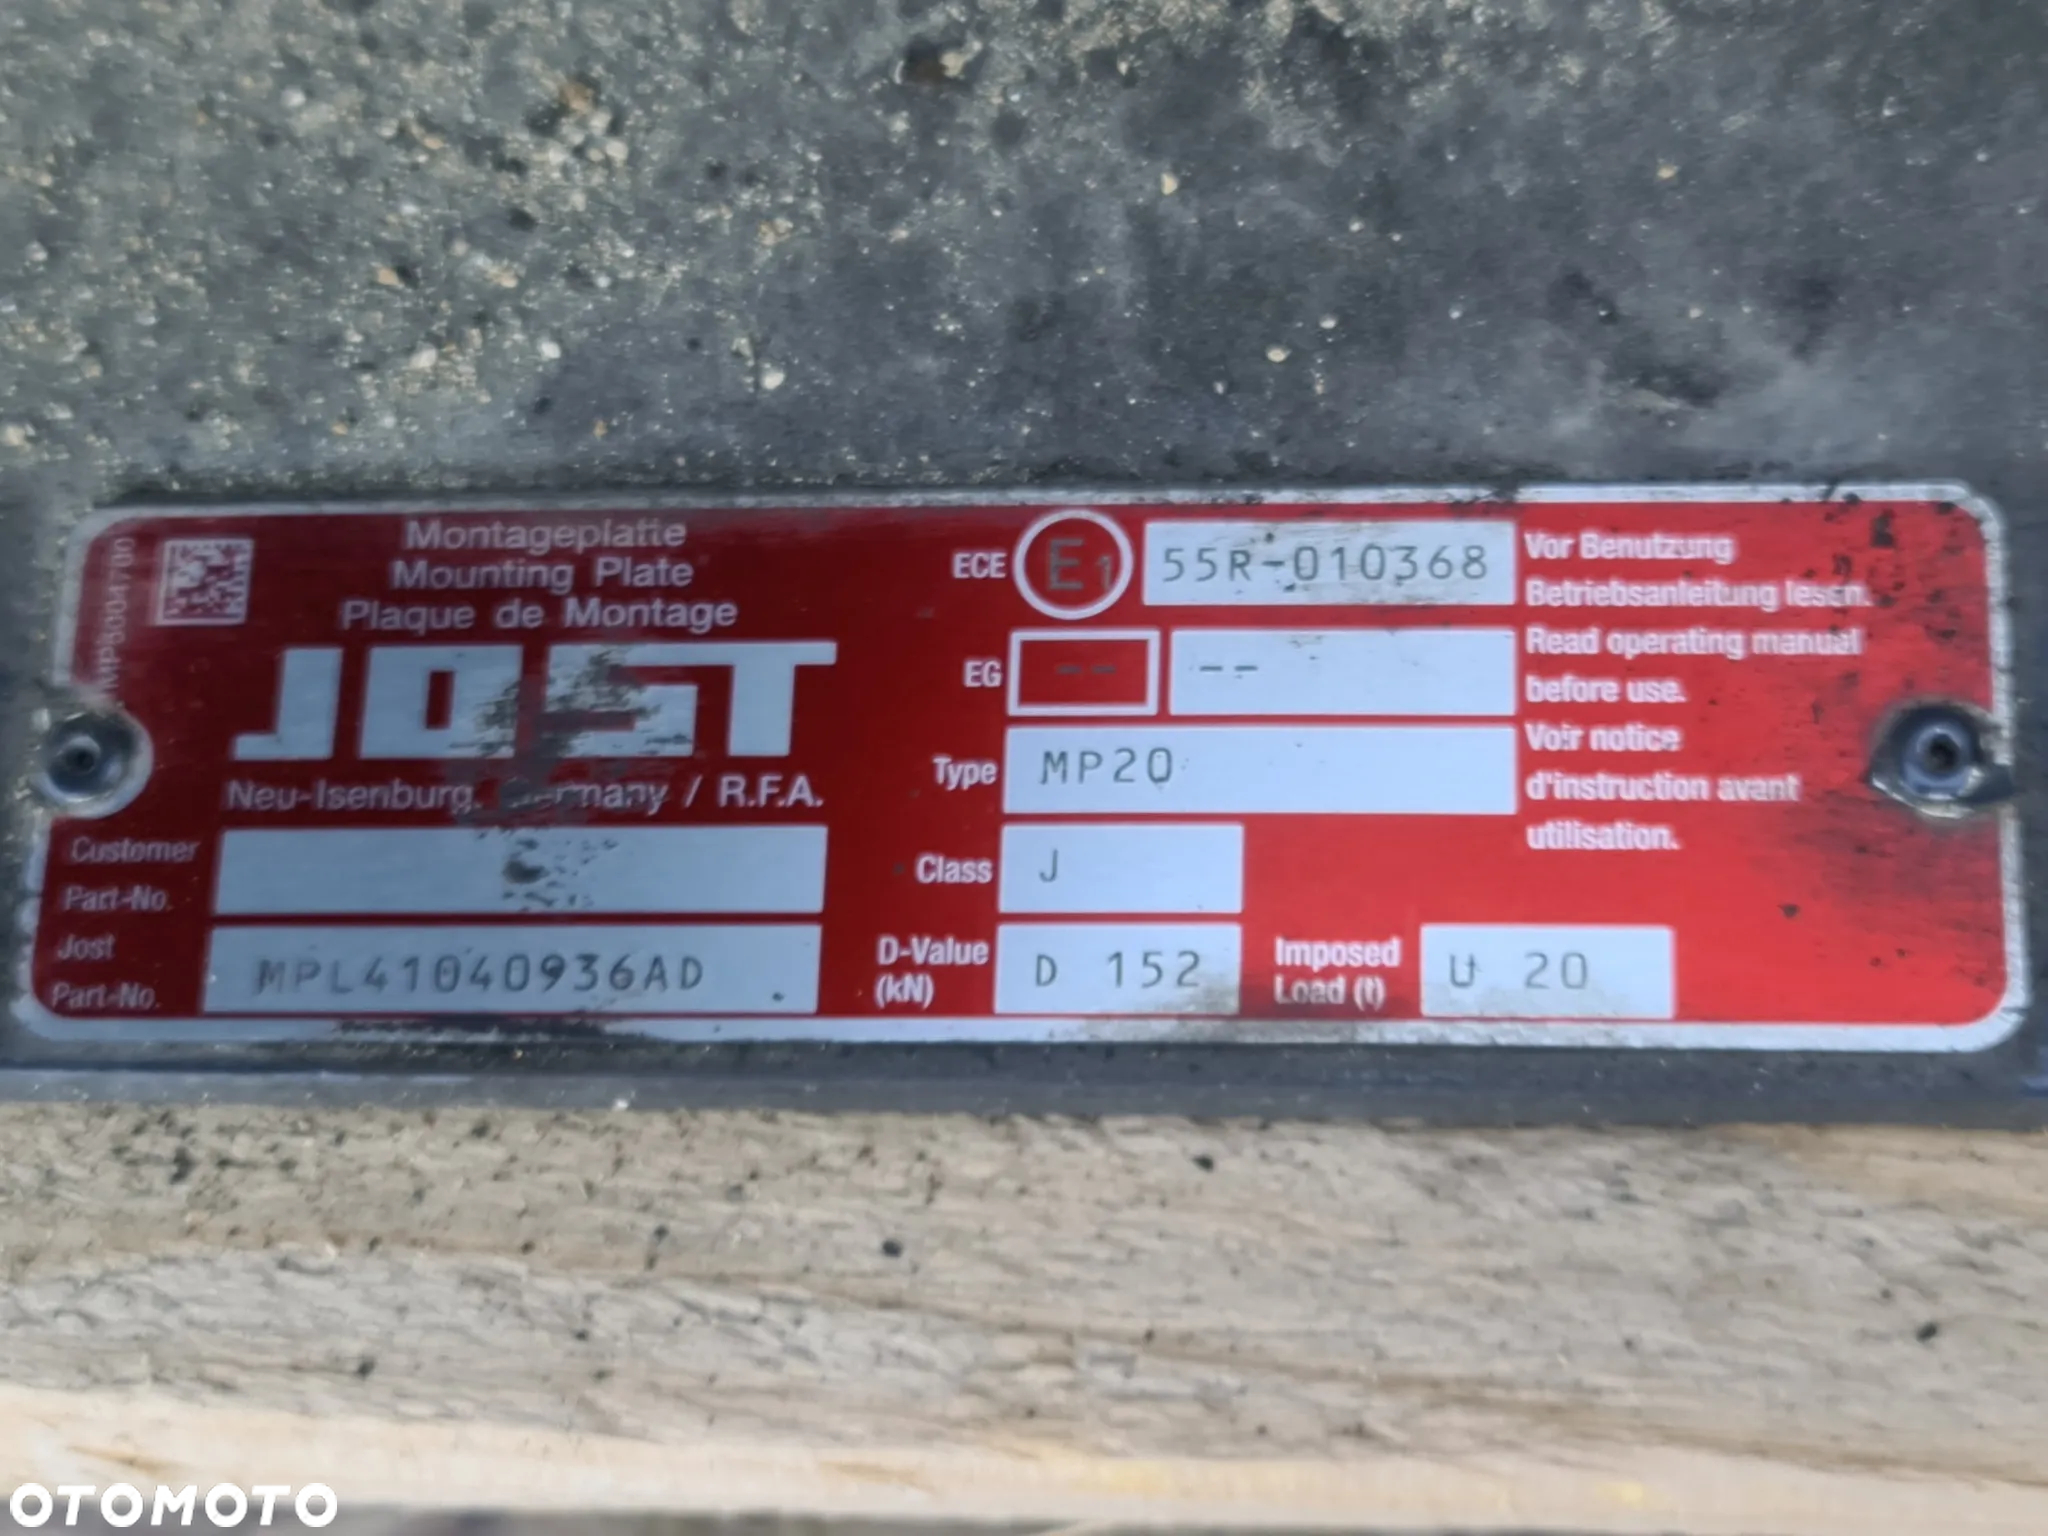 Montageplatte
Mounting Plate
Plaque de Montage
JOST
Neu-Isenburg, Germany / R.F.A.
Customer
Part-No.
Jost
Part-No. MPL41040936AD
ECE E1 55R-010368
EG -- --
Type MP20
Class J
D-Value
(kN) D 152
Imposed
Load (t) U 20
Vor Benutzung
Betriebsanleitung lesen.
Read operating manual
before use.
Voir notice
d'instruction avant
utilisation.
OTOMOTO